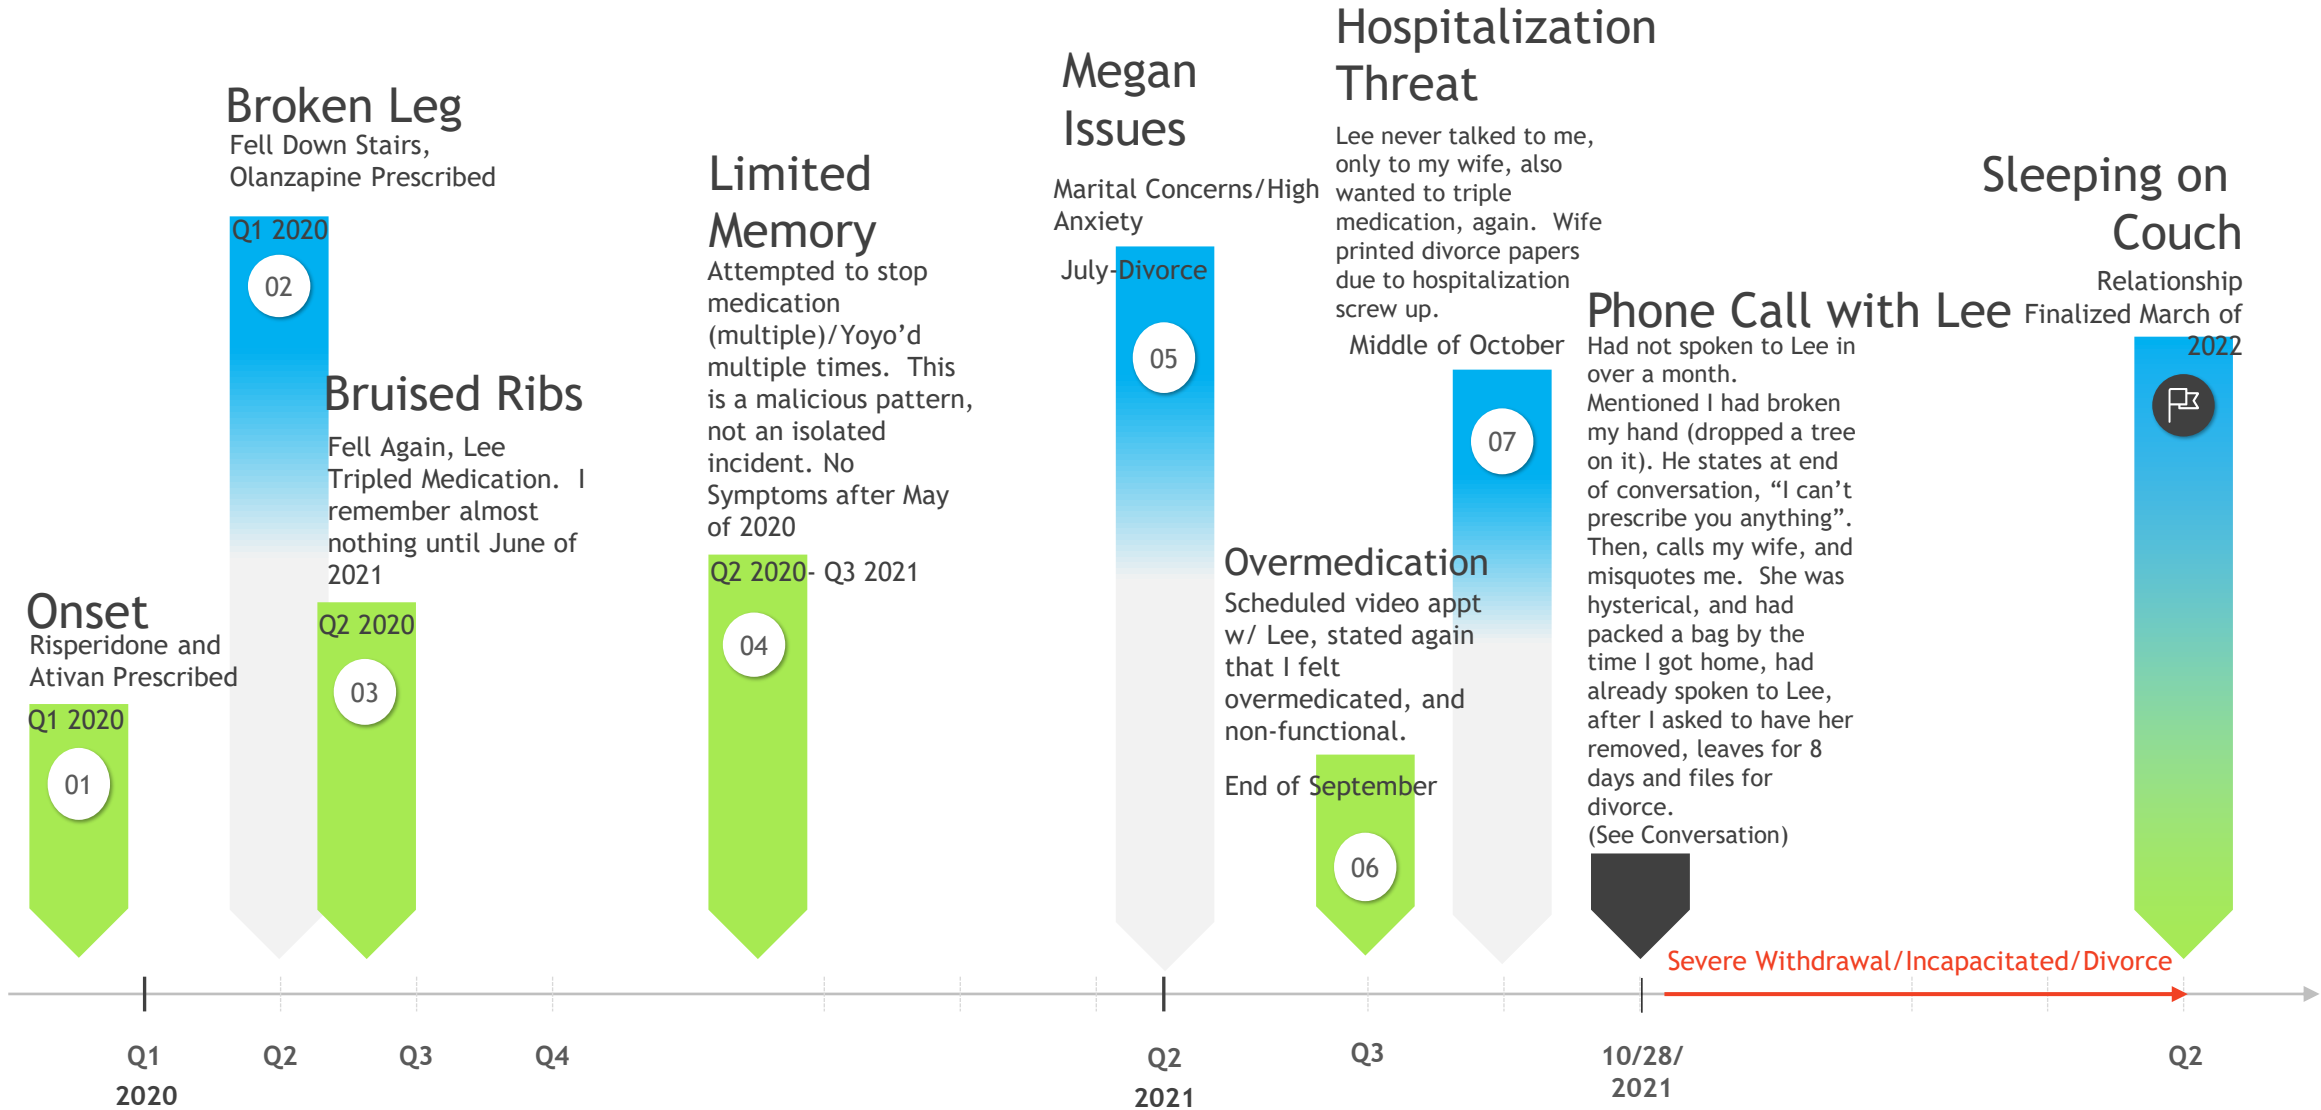 Onset
Risperidone and
Ativan Prescribed
Q1 2020
01
Broken Leg
Fell Down Stairs,
Olanzapine Prescribed
Q1 2020
02
Bruised Ribs
Fell Again, Lee
Tripled Medication.  I
remember almost
nothing until June of
2021
Q2 2020
03
Limited
Memory
Attempted to stop
medication
(multiple)/Yoyo’d
multiple times.  This
is a malicious pattern,
not an isolated
incident. No
Symptoms after May
of 2020
Q2 2020- Q3 2021
04
Megan
Issues
Marital Concerns/High
Anxiety
July-Divorce
05
Overmedication
Scheduled video appt
w/ Lee, stated again
that I felt
overmedicated, and
non-functional.
End of September
06
Hospitalization
Threat
Lee never talked to me,
only to my wife, also
wanted to triple
medication, again.  Wife
printed divorce papers
due to hospitalization
screw up.
Middle of October
07
Phone Call with Lee
Had not spoken to Lee in
over a month.
Mentioned I had broken
my hand (dropped a tree
on it). He states at end
of conversation, “I can’t
prescribe you anything”.
Then, calls my wife, and
misquotes me.  She was
hysterical, and had
packed a bag by the
time I got home, had
already spoken to Lee,
after I asked to have her
removed, leaves for 8
days and files for
divorce.
(See Conversation)
Sleeping on
Couch
Relationship
Finalized March of
2022
Severe Withdrawal/Incapacitated/Divorce
Q1
2020
Q2
Q3
Q4
Q2
2021
Q3
10/28/
2021
Q2